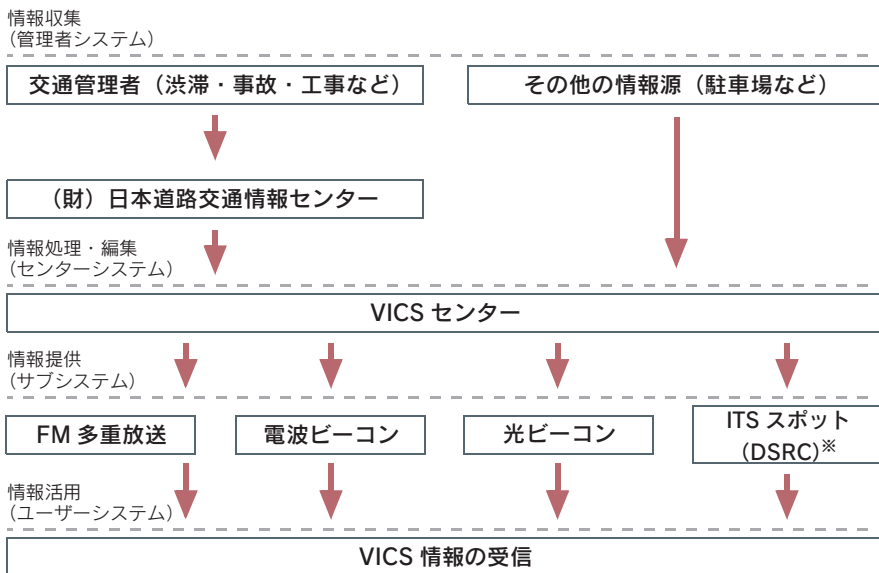 情報収集
(管理者システム)
交通管理者（渋滞・事故・工事など）
その他の情報源（駐車場など）
（財）日本道路交通情報センター
情報処理・編集
(センターシステム)
VICS センター
情報提供
(サブシステム)
FM 多重放送
電波ビーコン
光ビーコン
ITS スポット
(DSRC)※
情報活用
(ユーザーシステム)
VICS 情報の受信